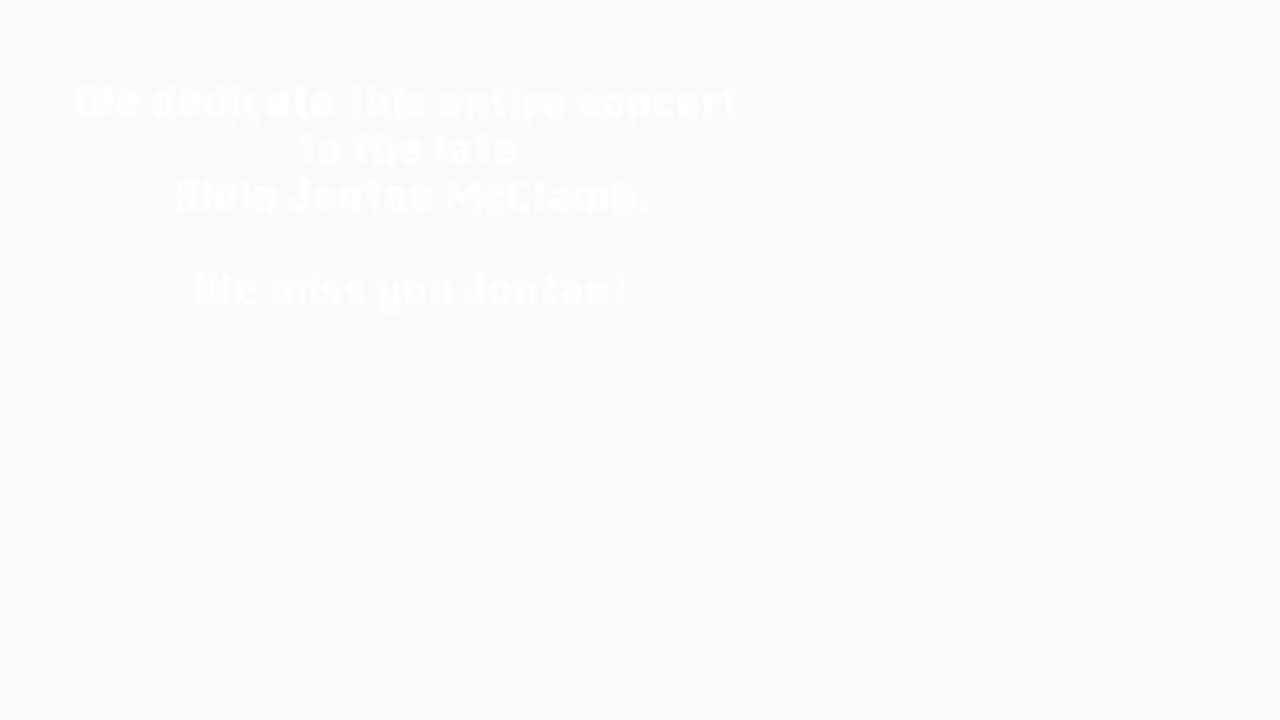 We dedicate this entire concert
to the late
Alvin Jontae McClamb.
We miss you Jontae!